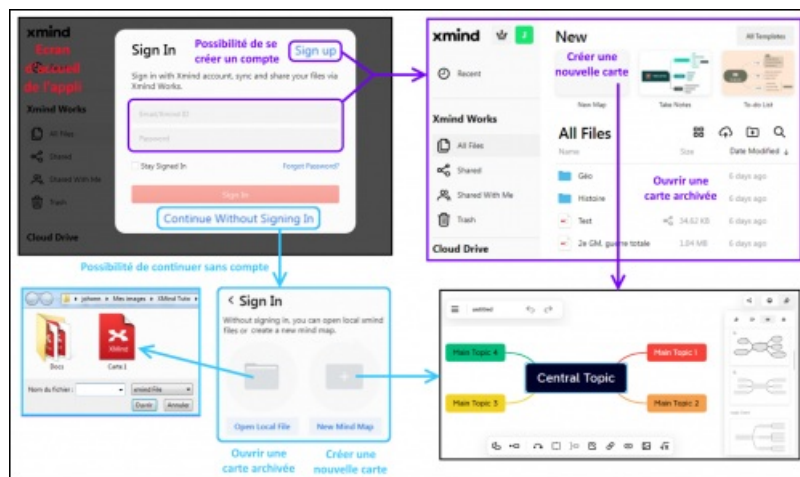 xmind
Ecran
d'accueil
de l'appli
Xmind Works
All Files
Shared
Shared With Me
Trash
Cloud Drive
Sign In
Possibilité de se
créer un compte
Sign up
Sign in with Xmind account, sync and share your files via
Xmind Works.
Email/Xmind ID
Password
Stay Signed In
Forgot Password?
Sign In
Continue Without Signing In
Possibilité de continuer sans compte
xmind
J
Recent
Xmind Works
All Files
Shared
Shared With Me
Trash
Cloud Drive
New
All Templates
Créer une
nouvelle carte
New Map
Take Notes
To-do List
All Files
Name
Size
Date Modified
Géo
6 days ago
Histoire
6 days ago
Ouvrir une
carte archivée
Test
34.62 KB
6 days ago
2e GM, guerre totale
1.04 MB
6 days ago
johann
Mes images
XMind Tuto
Docs
XMind
Carte 1
Nom du fichier :
xmind File
Ouvrir
Annuler
Sign In
Without signing in, you can open local xmind
files or create a new mind map.
Open Local File
New Mind Map
Ouvrir une
carte archivée
Créer une
nouvelle carte
untitled
Main Topic 4
Main Topic 1
Central Topic
Main Topic 3
Main Topic 2